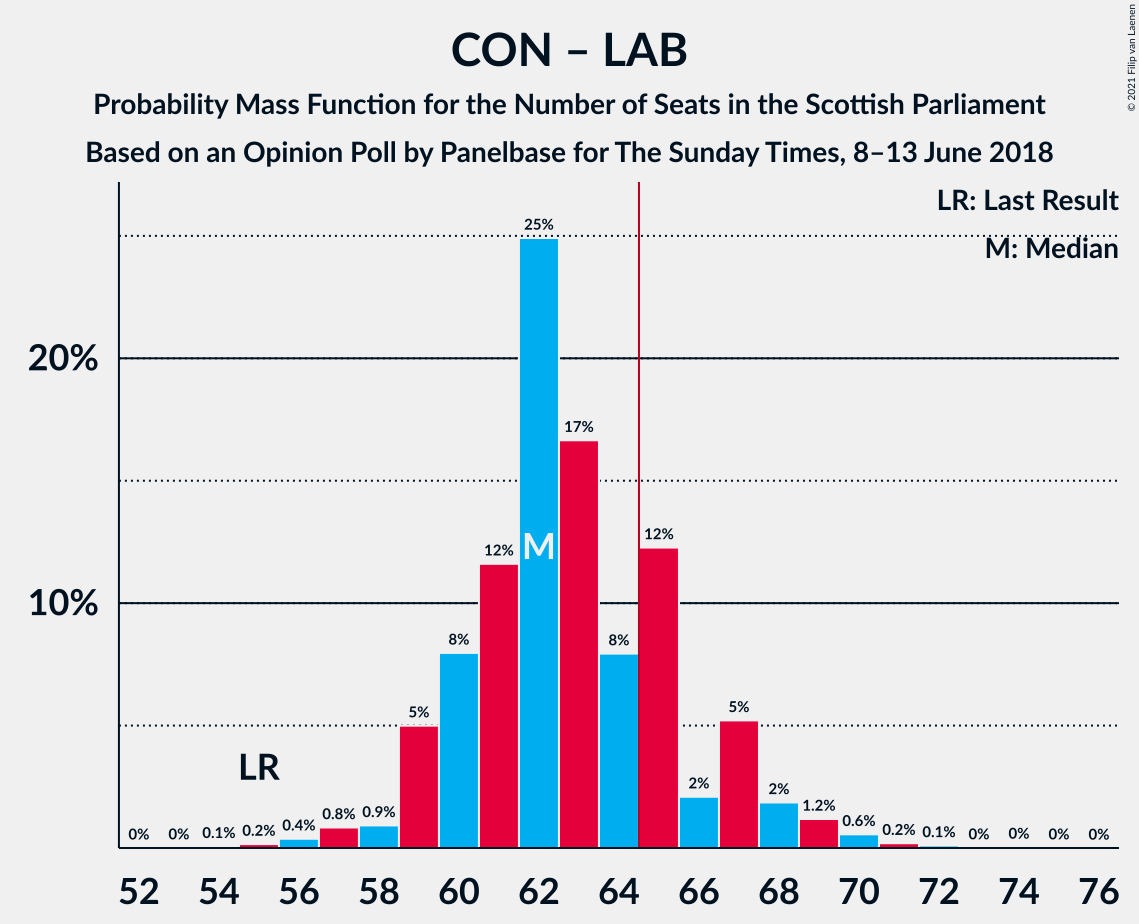 CON – LAB
Probability Mass Function for the Number of Seats in the Scottish Parliament
Based on an Opinion Poll by Panelbase for The Sunday Times, 8–13 June 2018
© 2021 Filip van Laenen
LR: Last Result
M: Median
20%
10%
0% 0% 0.1% 0.2% 0.4% 0.8% 0.9% 5% 8% 12% 25% 17% 8% 12% 2% 5% 2% 1.2% 0.6% 0.2% 0.1% 0% 0% 0% 0%
M
LR
52 54 56 58 60 62 64 66 68 70 72 74 76